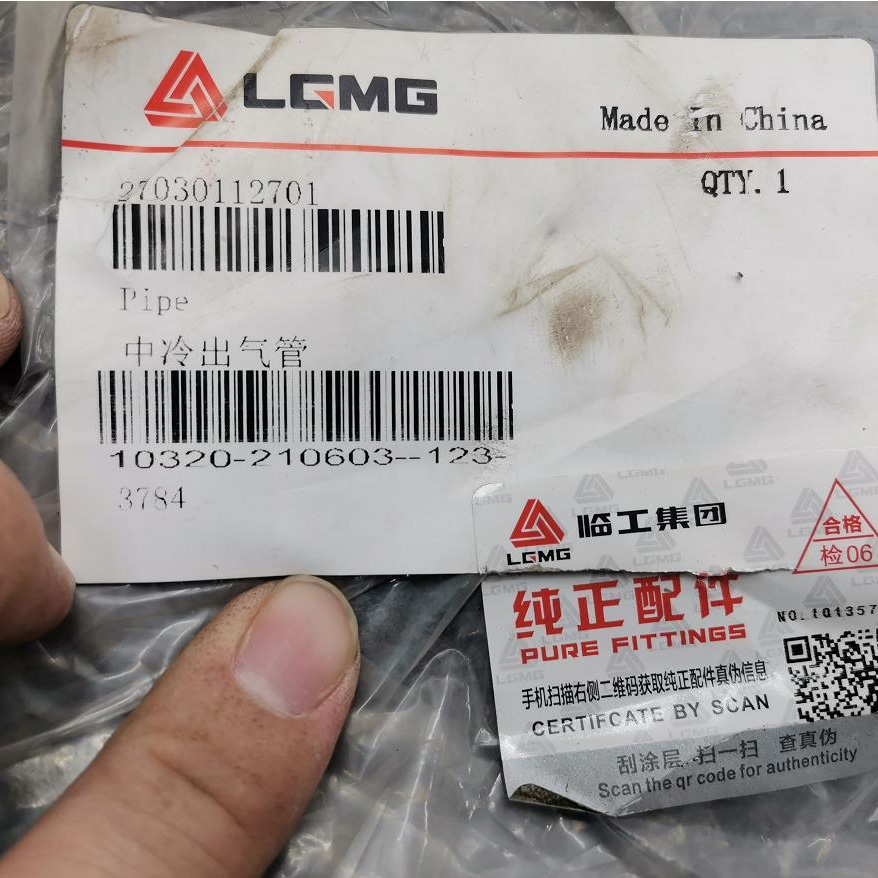 LGMG
Made In China
27030112701
QTY. 1
Pipe
中冷出气管
10320-210603--123-
3784
LGMG
临工集团
合格
检06
纯正配件
PURE FITTINGS
NO.101357
手机扫描右侧二维码获取纯正配件真伪信息
CERTIFCATE BY SCAN
刮涂层 扫一扫 查真伪
Scan the qr code for authenticity